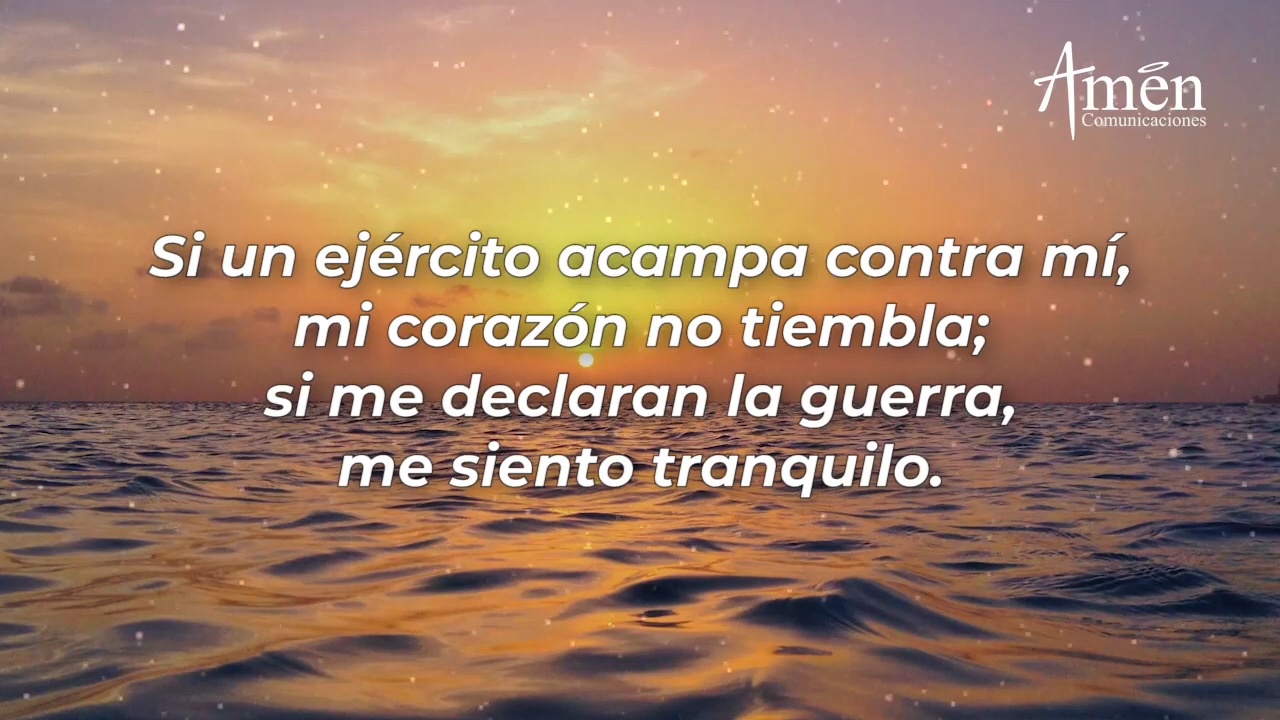 Amén
Comunicaciones
Si un ejército acampa contra mí,
mi corazón no tiembla;
si me declaran la guerra,
me siento tranquilo.